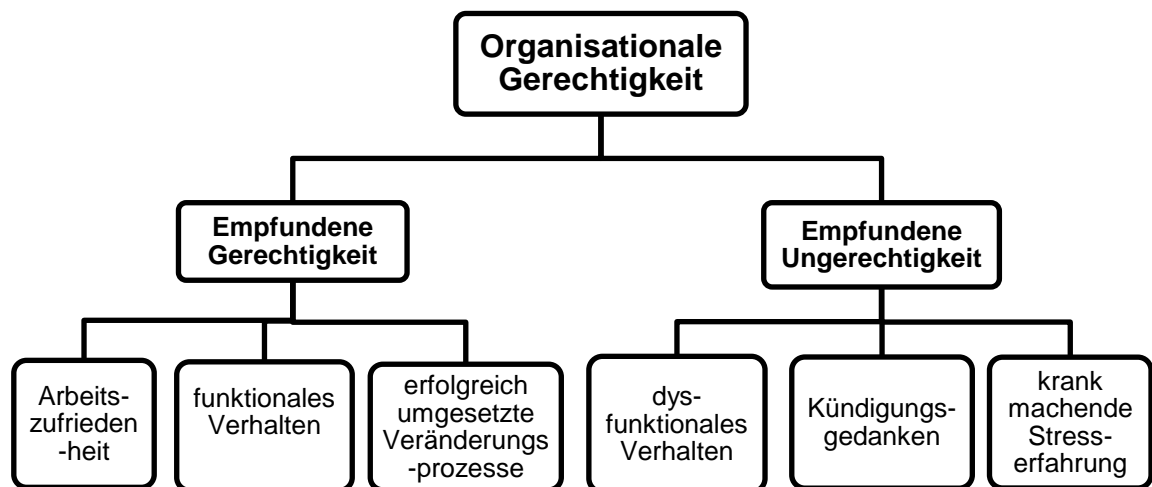 Organisationale
Gerechtigkeit
Empfundene
Gerechtigkeit
Empfundene
Ungerechtigkeit
Arbeits-
zufrieden
-heit
funktionales
Verhalten
erfolgreich
umgesetzte
Veränderungs
-prozesse
dys-
funktionales
Verhalten
Kündigungs-
gedanken
krank
machende
Stress-
erfahrung